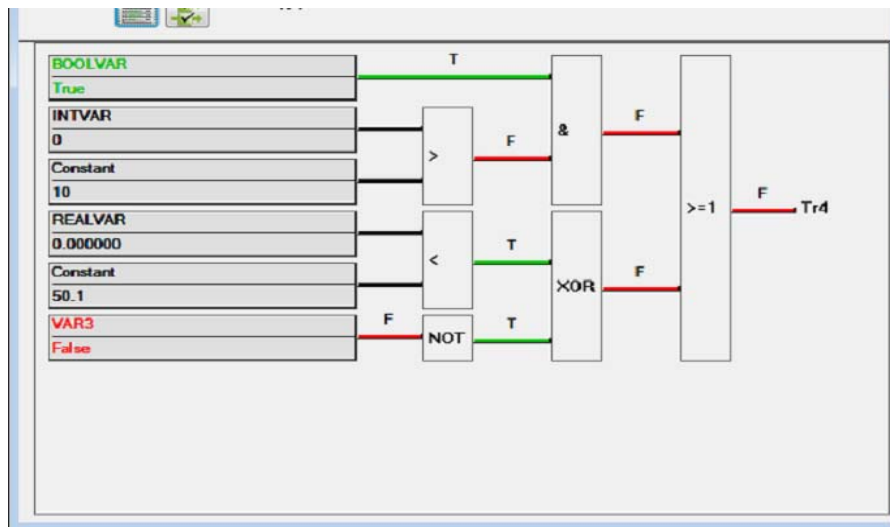 T
BOOLVAR
True
INTVAR
0
F
F
&
>
Constant
10
REALVAR
0.000000
>=1
F
Tr4
T
<
Constant
50.1
XOR
F
VAR3
False
F
NOT
T